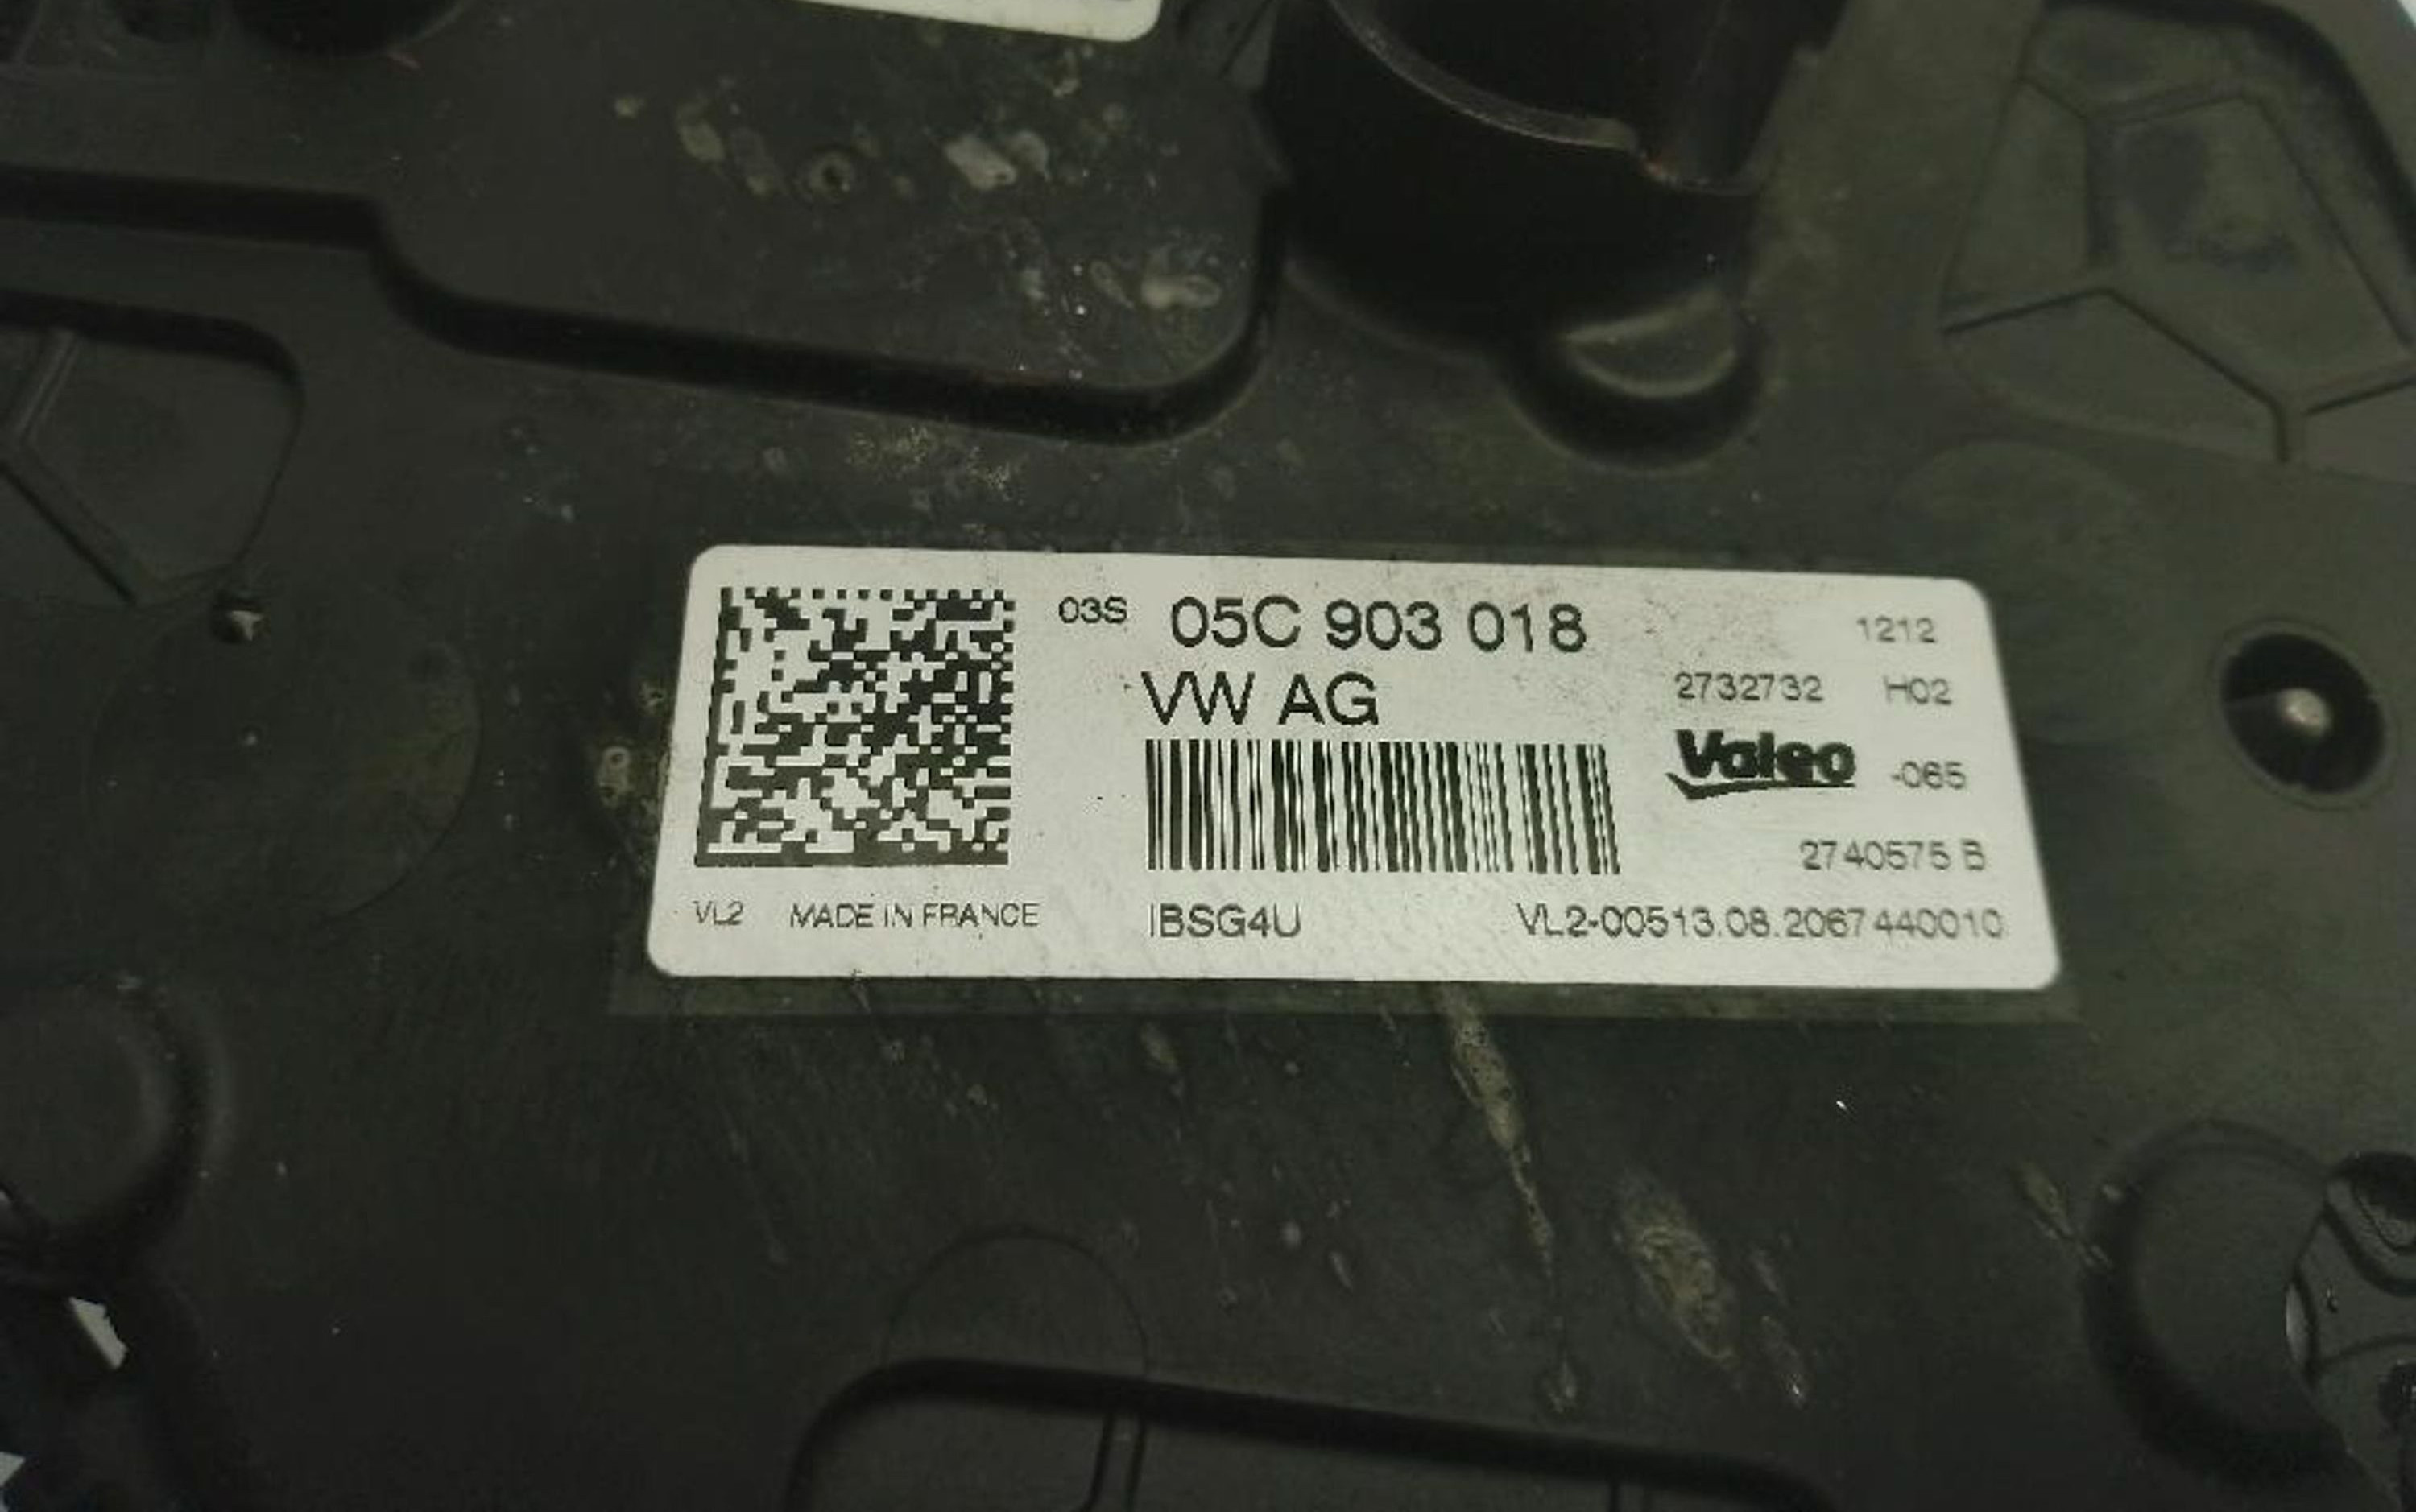 03S 05C 903 018 1212
VW AG 2732732 H02
Valeo -065
2740575 B
VL2 MADE IN FRANCE IBSG4U VL2-00513.08.2067440010